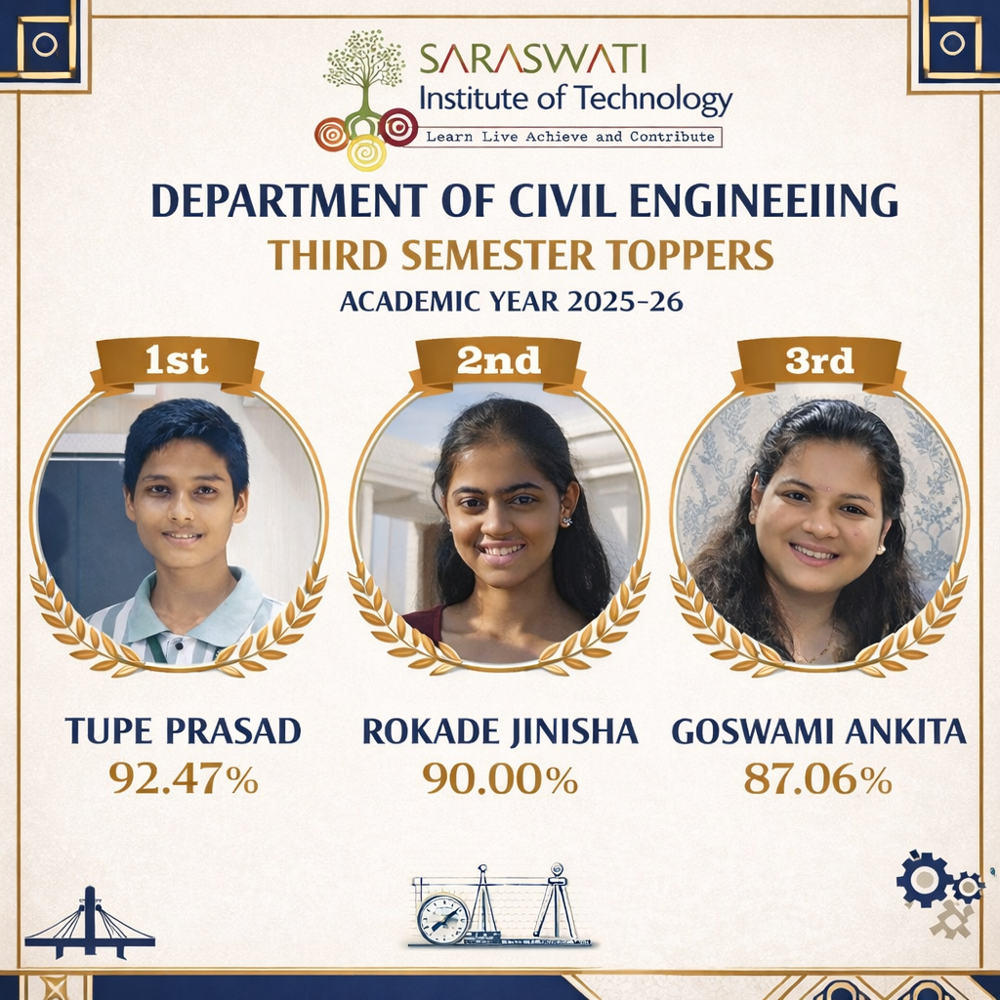 SARASWATI
Institute of Technology
Learn Live Achieve and Contribute
DEPARTMENT OF CIVIL ENGINEEIING
THIRD SEMESTER TOPPERS
ACADEMIC YEAR 2025-26
1st 2nd 3rd
TUPE PRASAD ROKADE JINISHA GOSWAMI ANKITA
92.47% 90.00% 87.06%